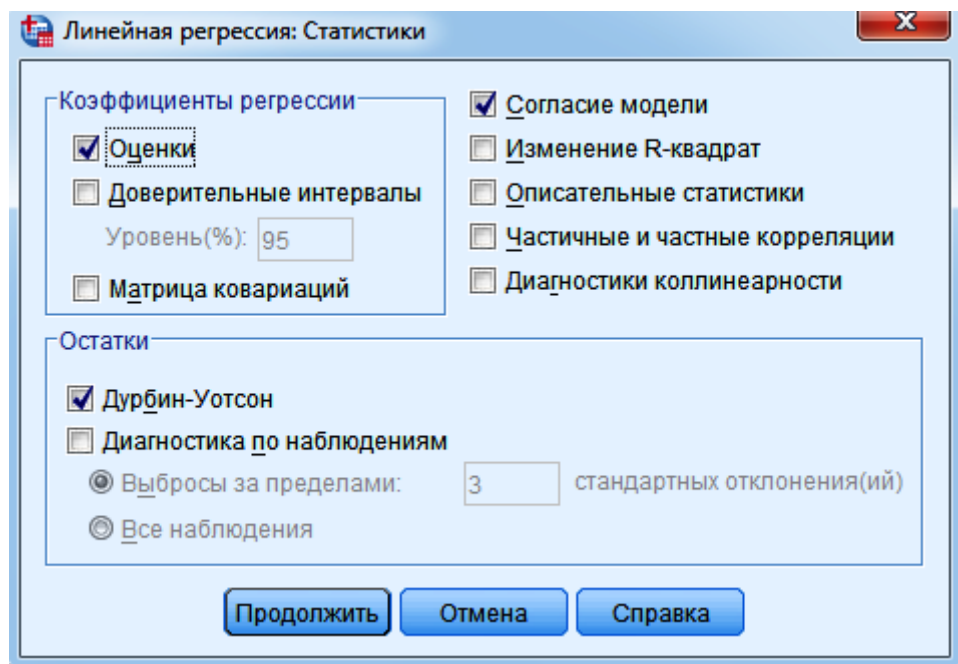 Линейная регрессия: Статистики
Коэффициенты регрессии
Оценки
Доверительные интервалы
Уровень(%): 95
Матрица ковариаций
Согласие модели
Изменение R-квадрат
Описательные статистики
Частичные и частные корреляции
Диагностики коллинеарности
Остатки
Дурбин-Уотсон
Диагностика по наблюдениям
Выбросы за пределами: 3 стандартных отклонения(ий)
Все наблюдения
Продолжить Отмена Справка